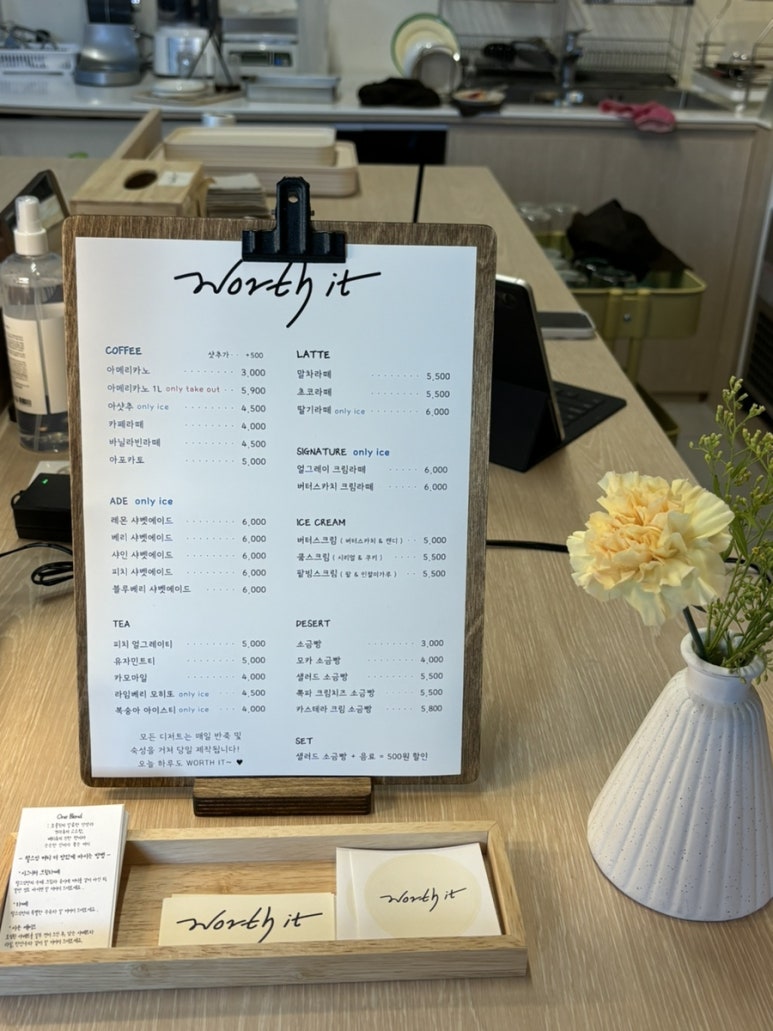 worth it
COFFEE
샷추가 · · +500
아메리카노 3,000
아메리카노 1L only take out · · 5,900
아샷추 only ice · · · · · · · 4,500
카페라떼 · · · · · · · 4,000
바닐라빈라떼 · · · · · · · 4,500
아포카토 · · · · · · · 5,000
ADE only ice
레몬 샤벳에이드 · · · · · · · · 6,000
베리 샤벳에이드 · · · · · · · · 6,000
샤인 샤벳에이드 · · · · · · · · 6,000
피치 샤벳에이드 · · · · · · · · 6,000
블루베리 샤벳에이드 · · · · · · 6,000
TEA
피치 얼그레이티 · · · · · · · · 5,000
유자민트티 · · · · · · · · 5,000
카모마일 · · · · · · · · 4,000
라임베리 모히또 only ice · · · · 4,500
복숭아 아이스티 only ice · · · · 4,000
모든 디저트는 매일 반죽 및
숙성을 거쳐 당일 제작됩니다!
오늘 하루도 WORTH IT~ ♥
LATTE
말차라떼 · · · · · · · · 5,500
초코라떼 · · · · · · · · 5,500
딸기라떼 only ice · · · · · · · 6,000
SIGNATURE only ice
얼그레이 크림라떼 · · · · · 6,000
버터스카치 크림라떼 · · · · · 6,000
ICE CREAM
버터스크림 ( 버터스카치 & 캔디 ) · · 5,000
쿨스크림 ( 시리얼 & 쿠키 ) · · · 5,500
팥빙스크림 ( 팥 & 인절미가루 ) · · · 5,500
DESERT
소금빵 · · · · · · · · 3,000
모카 소금빵 · · · · · · · · 4,000
샐러드 소금빵 · · · · · · · 5,500
쪽파 크림치즈 소금빵 · · · · 5,500
카스테라 크림 소금빵 · · · · 5,800
SET
샐러드 소금빵 + 음료 = 500원 할인
One Blend
worth it
worth it